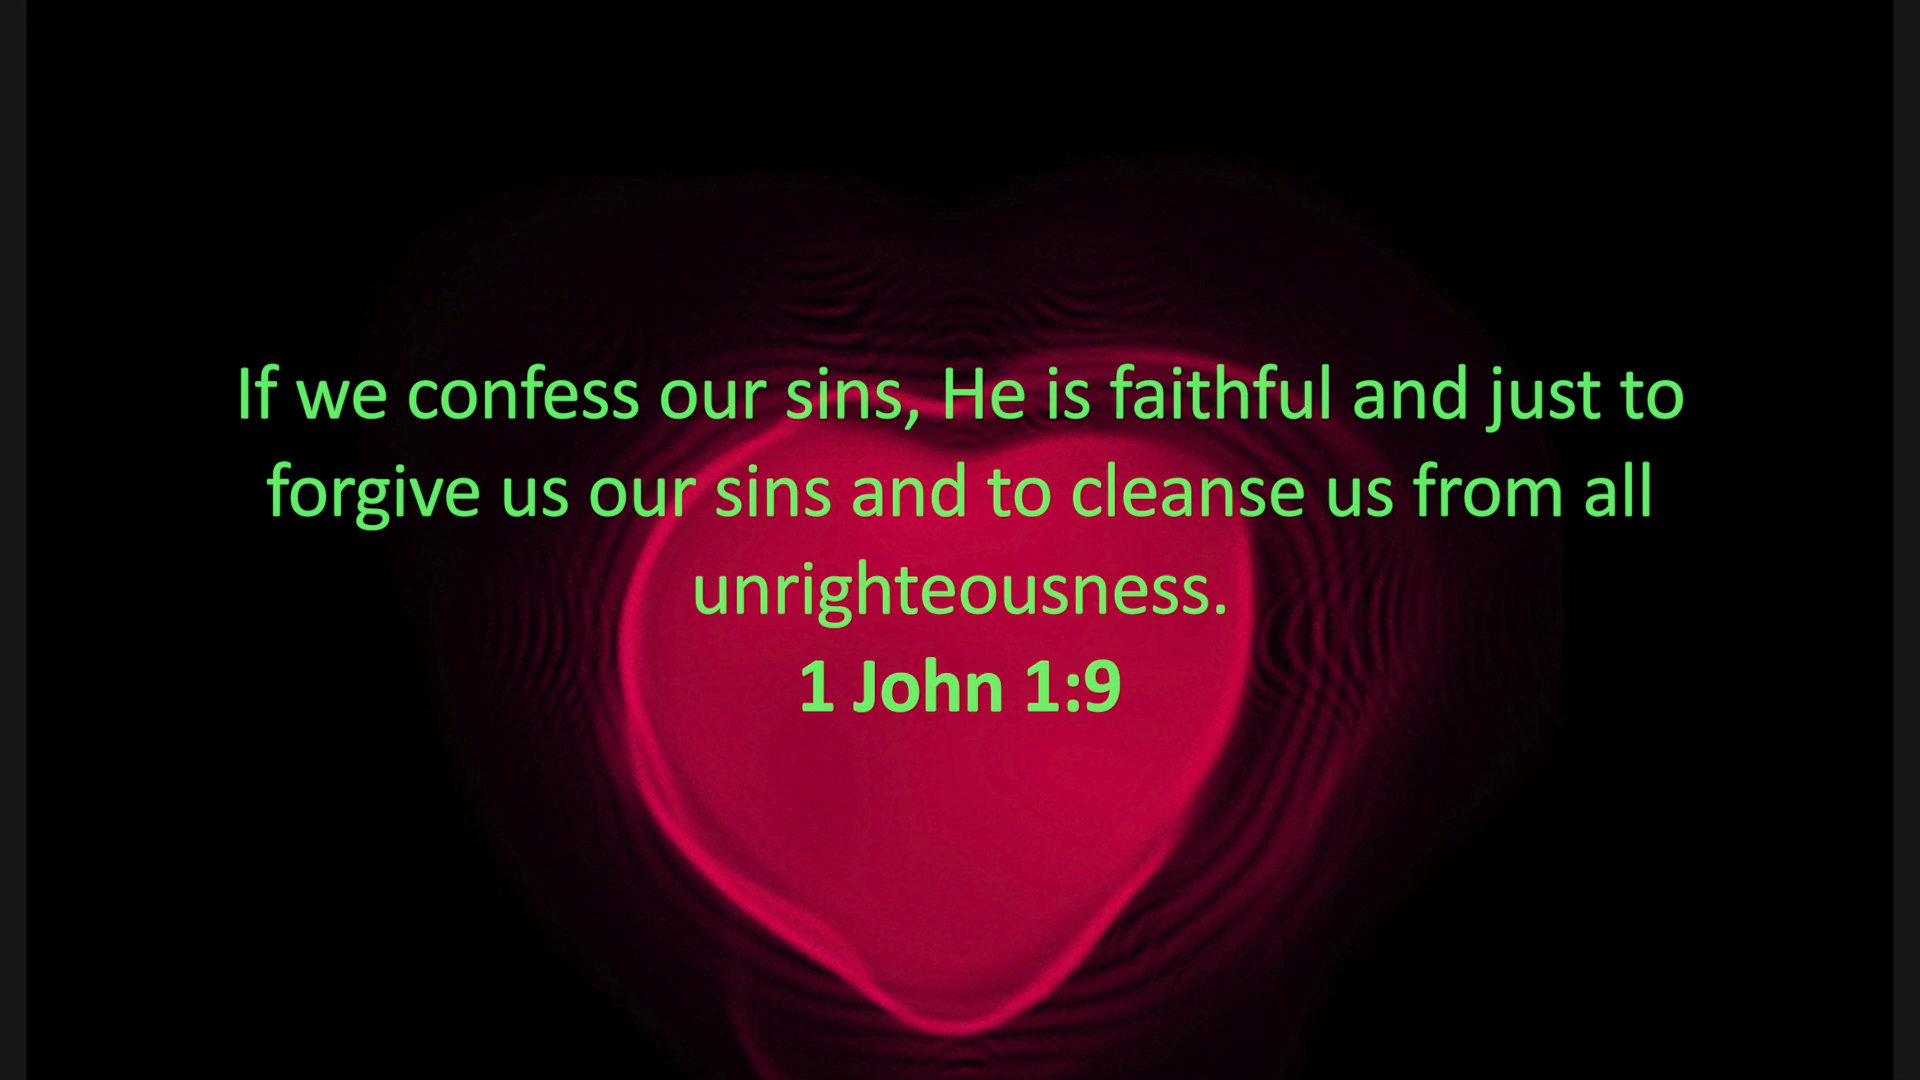 If we confess our sins, He is faithful and just to
forgive us our sins and to cleanse us from all
unrighteousness.
1 John 1:9